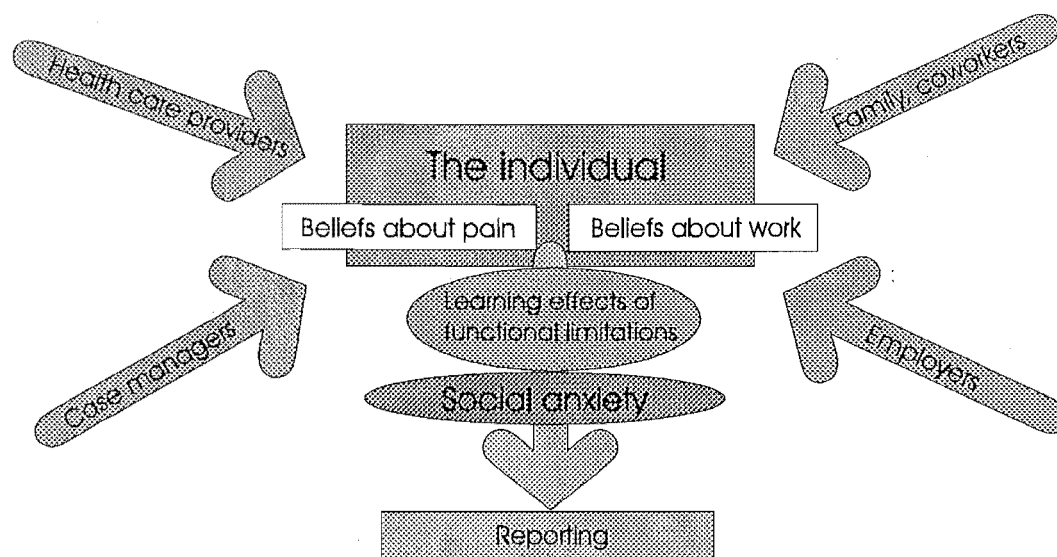 Health care providers
Family, coworkers
The individual
Beliefs about pain
Beliefs about work
Learning effects of
functional limitations
Case managers
Employers
Social anxiety
Reporting